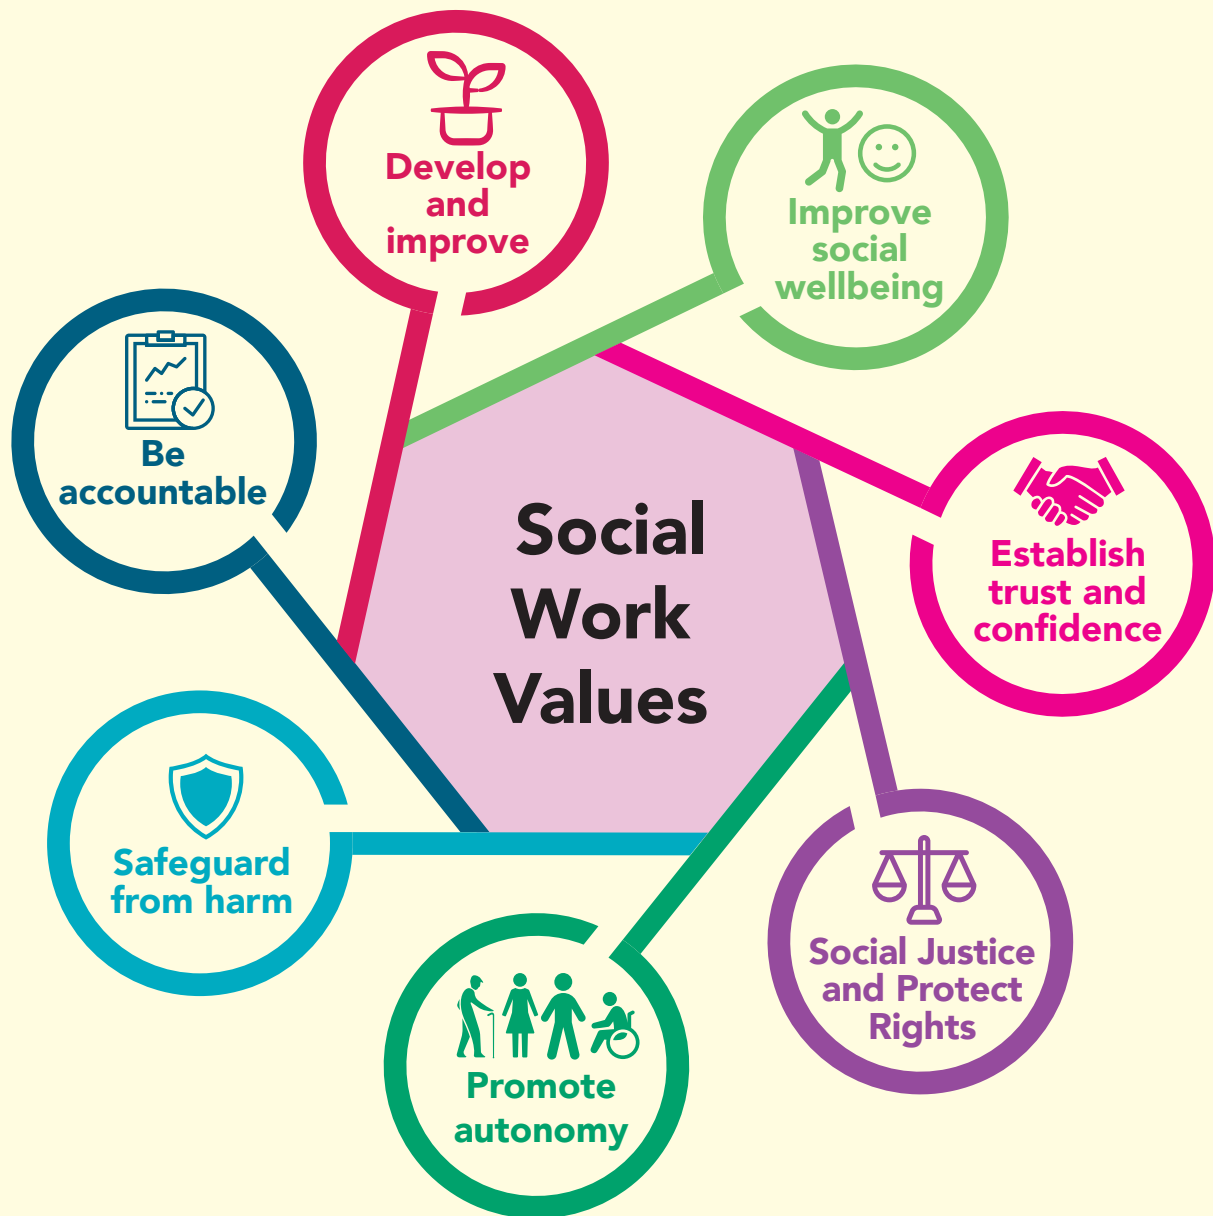 Develop
and
improve
Improve
social
wellbeing
Be
accountable
Establish
trust and
confidence
Social
Work
Values
Safeguard
from harm
Social Justice
and Protect
Rights
Promote
autonomy